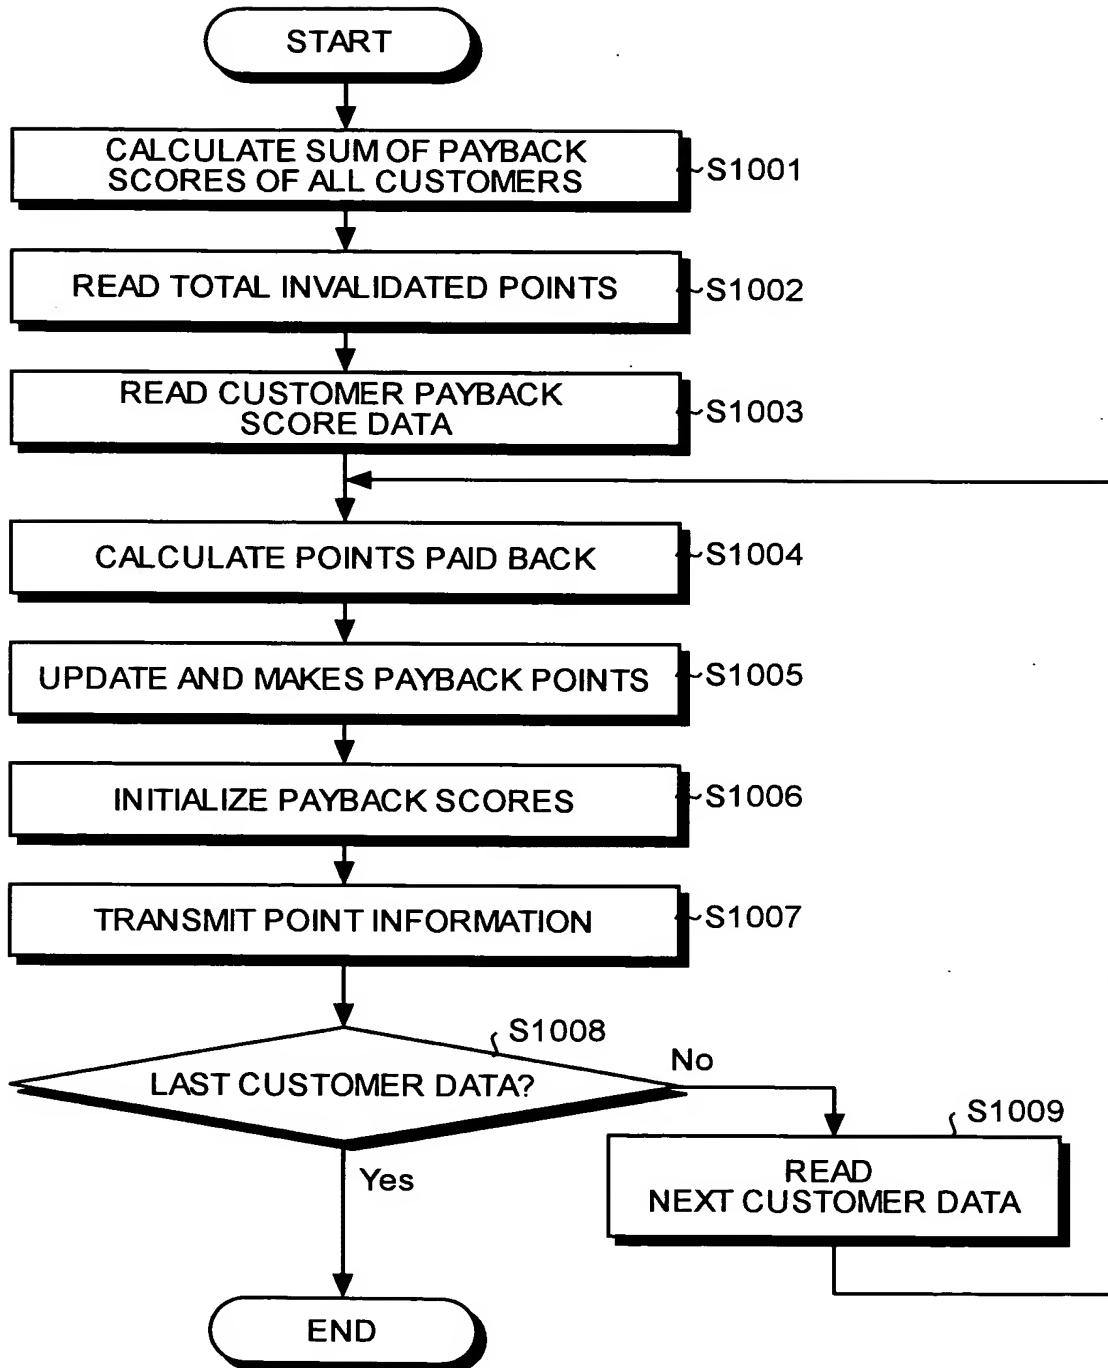 START
CALCULATE SUM OF PAYBACK
SCORES OF ALL CUSTOMERS
S1001
READ TOTAL INVALIDATED POINTS
S1002
READ CUSTOMER PAYBACK
SCORE DATA
S1003
CALCULATE POINTS PAID BACK
S1004
UPDATE AND MAKES PAYBACK POINTS
S1005
INITIALIZE PAYBACK SCORES
S1006
TRANSMIT POINT INFORMATION
S1007
S1008
LAST CUSTOMER DATA?
No
S1009
READ
NEXT CUSTOMER DATA
Yes
END